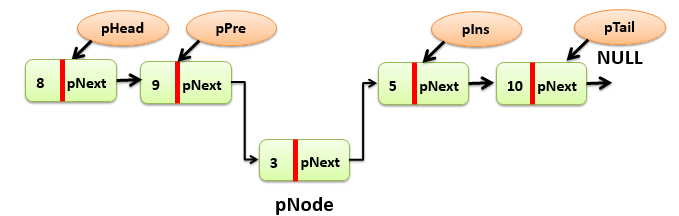 pHead
pPre
pIns
pTail
NULL
8 pNext
9 pNext
5 pNext
10 pNext
3 pNext
pNode